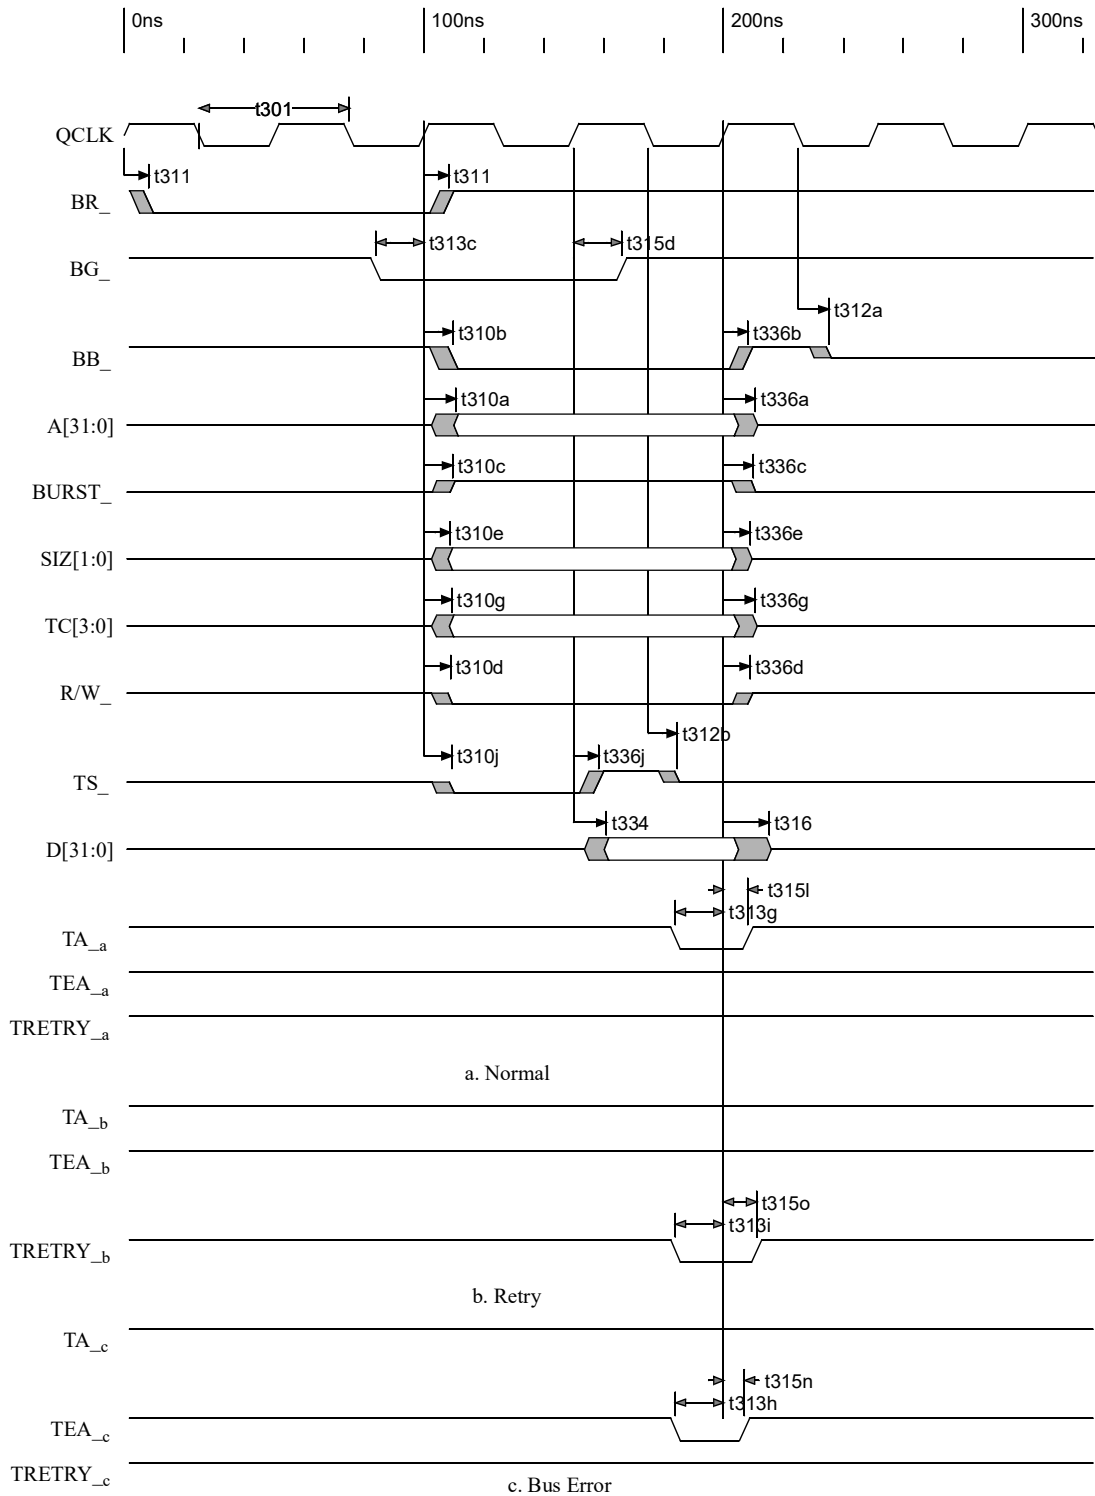 0ns 100ns 200ns 300ns
t301
QCLK
t311 t311
BR_
t313c t315d
BG_
t312a
t310b t336b
BB_
t310a t336a
A[31:0]
t310c t336c
BURST_
t310e t336e
SIZ[1:0]
t310g t336g
TC[3:0]
t310d t336d
R/W_
t312b
t310j t336j
TS_
t334 t316
D[31:0]
t315l
t313g
TA_a
TEA_a
TRETRY_a
a. Normal
TA_b
TEA_b
t315o
t313i
TRETRY_b
b. Retry
TA_c
t315n
t313h
TEA_c
TRETRY_c
c. Bus Error